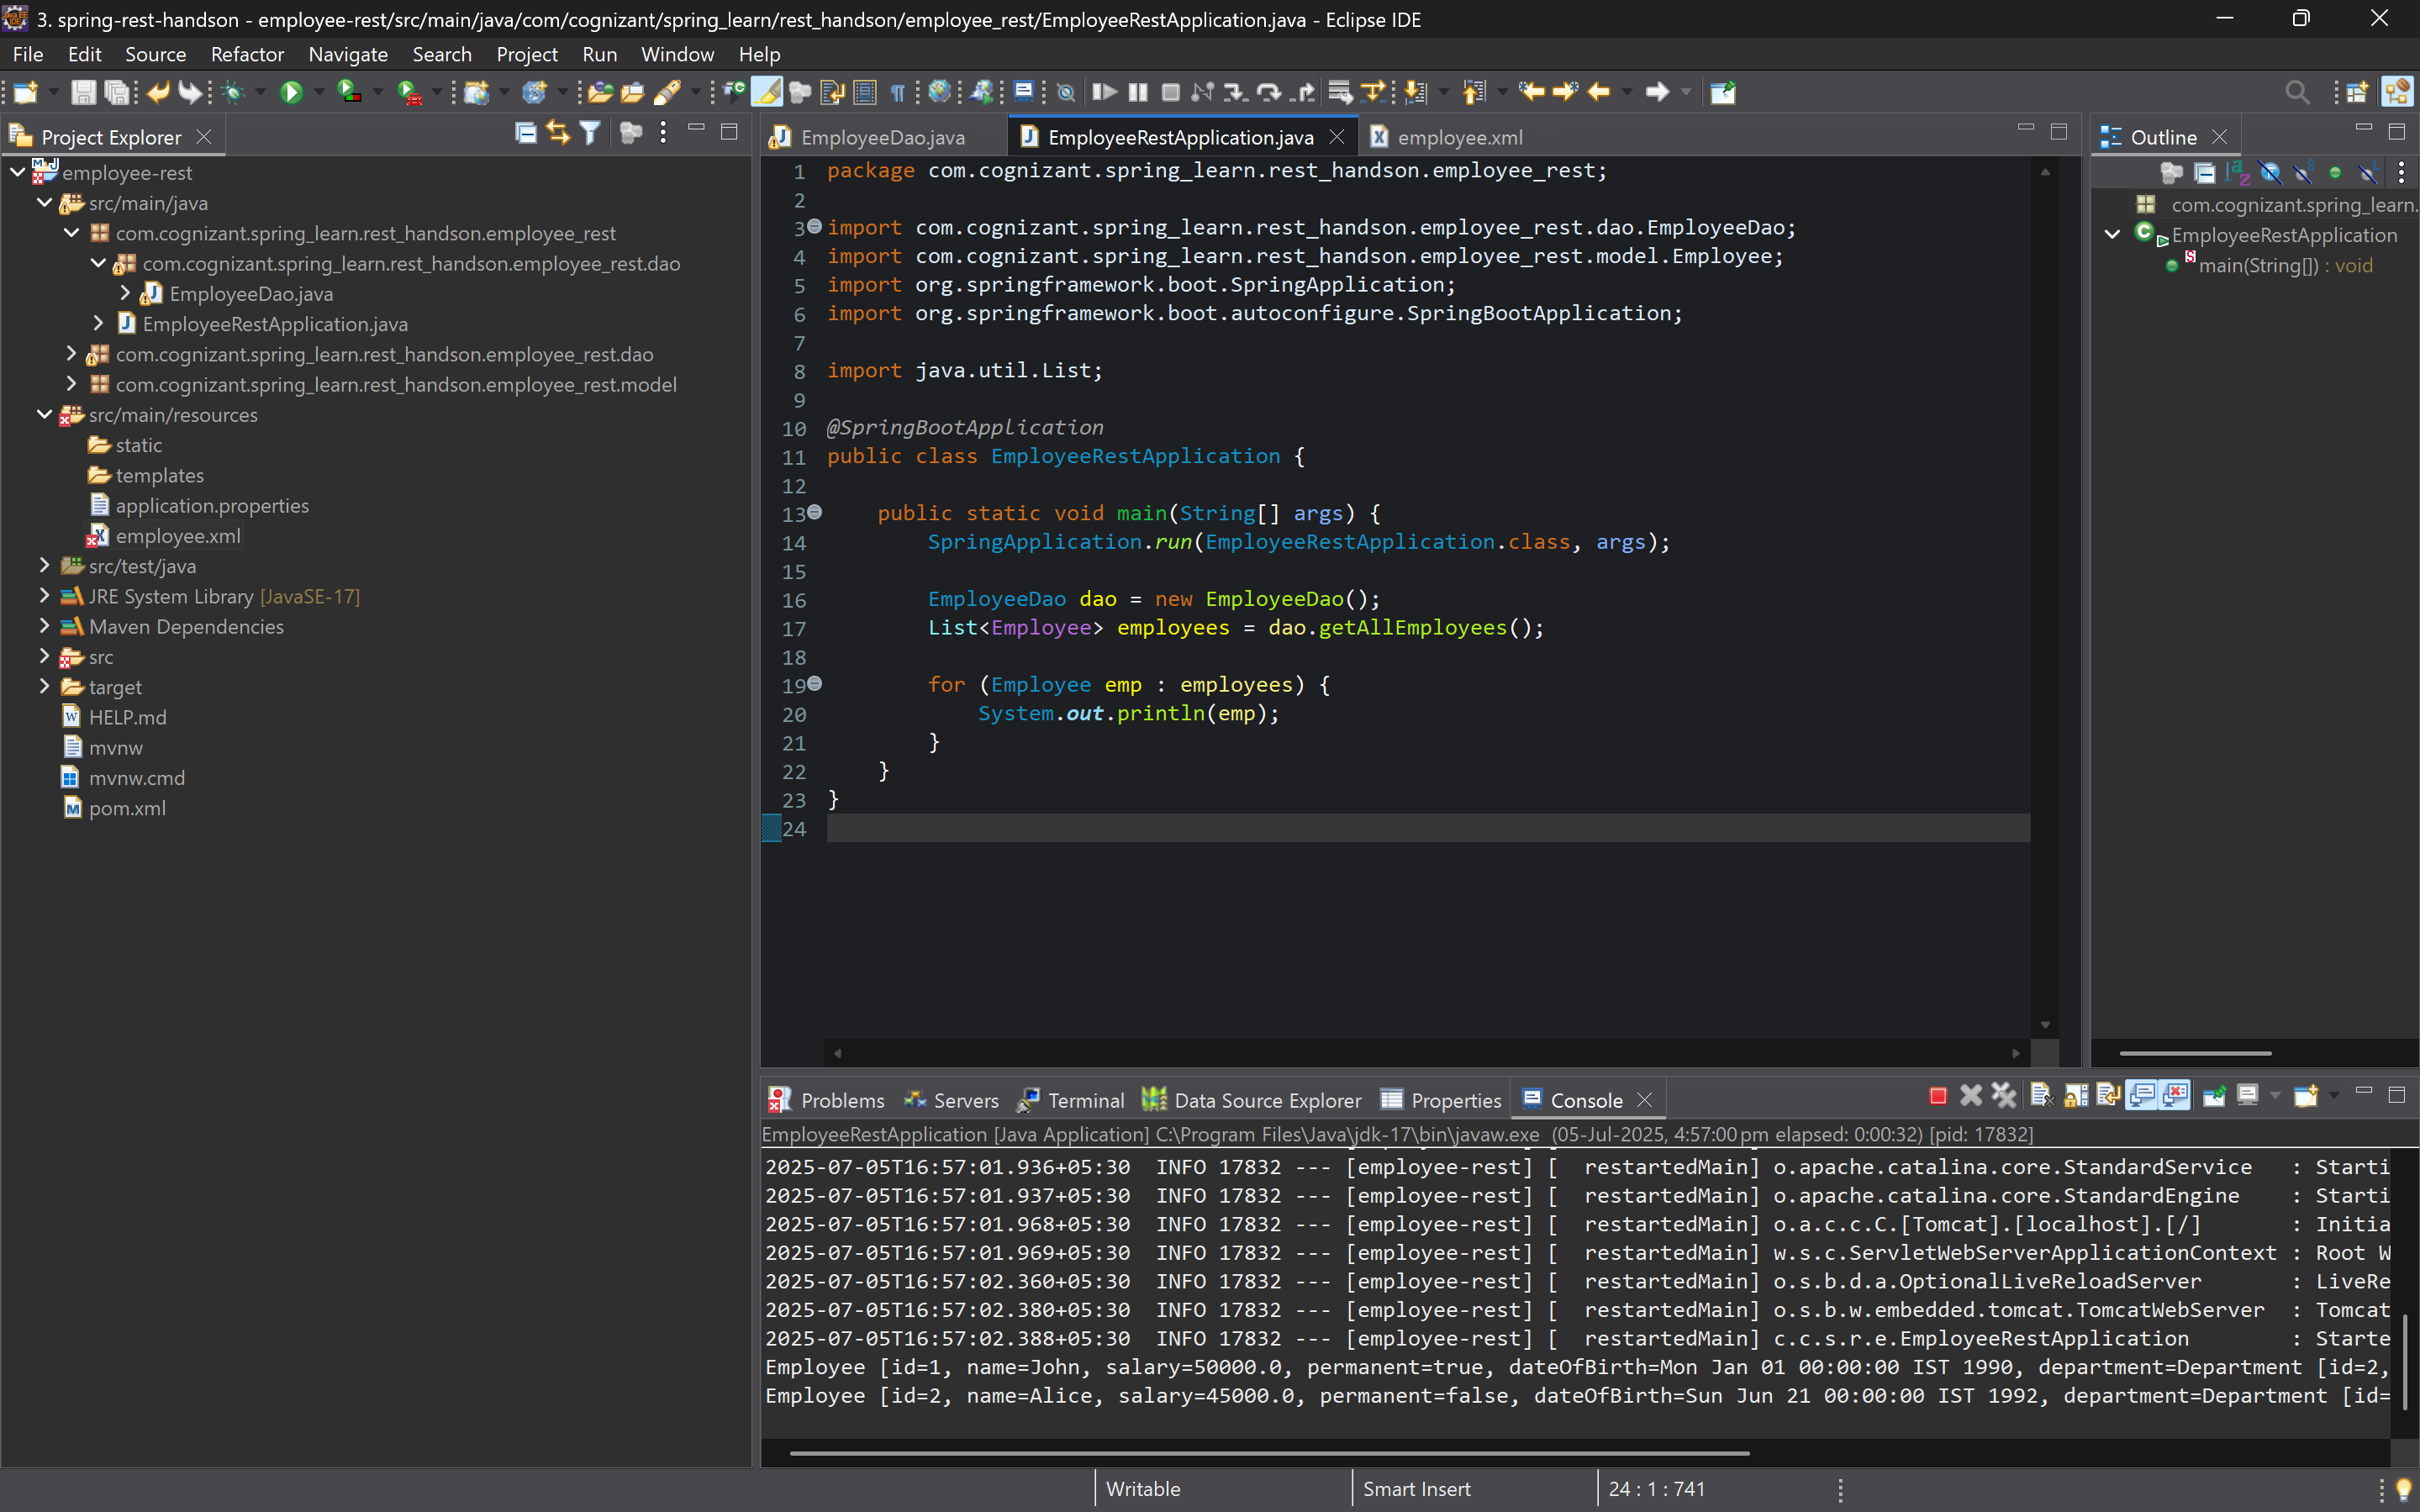 3. spring-rest-handson - employee-rest/src/main/java/com/cognizant/spring_learn/rest_handson/employee_rest/EmployeeRestApplication.java - Eclipse IDE
File Edit Source Refactor Navigate Search Project Run Window Help
Project Explorer
employee-rest
src/main/java
com.cognizant.spring_learn.rest_handson.employee_rest
com.cognizant.spring_learn.rest_handson.employee_rest.dao
EmployeeDao.java
EmployeeRestApplication.java
com.cognizant.spring_learn.rest_handson.employee_rest.dao
com.cognizant.spring_learn.rest_handson.employee_rest.model
src/main/resources
static
templates
application.properties
employee.xml
src/test/java
JRE System Library [JavaSE-17]
Maven Dependencies
src
target
HELP.md
mvnw
mvnw.cmd
pom.xml
EmployeeDao.java EmployeeRestApplication.java employee.xml
1 package com.cognizant.spring_learn.rest_handson.employee_rest;
2
3 import com.cognizant.spring_learn.rest_handson.employee_rest.dao.EmployeeDao;
4 import com.cognizant.spring_learn.rest_handson.employee_rest.model.Employee;
5 import org.springframework.boot.SpringApplication;
6 import org.springframework.boot.autoconfigure.SpringBootApplication;
7
8 import java.util.List;
9
10 @SpringBootApplication
11 public class EmployeeRestApplication {
12
13 public static void main(String[] args) {
14 SpringApplication.run(EmployeeRestApplication.class, args);
15
16 EmployeeDao dao = new EmployeeDao();
17 List<Employee> employees = dao.getAllEmployees();
18
19 for (Employee emp : employees) {
20 System.out.println(emp);
21 }
22 }
23 }
24
Outline
com.cognizant.spring_learn.
EmployeeRestApplication
main(String[]) : void
Problems Servers Terminal Data Source Explorer Properties Console
EmployeeRestApplication [Java Application] C:\Program Files\Java\jdk-17\bin\javaw.exe (05-Jul-2025, 4:57:00 pm elapsed: 0:00:32) [pid: 17832]
2025-07-05T16:57:01.936+05:30 INFO 17832 --- [employee-rest] [ restartedMain] o.apache.catalina.core.StandardService : Starti
2025-07-05T16:57:01.937+05:30 INFO 17832 --- [employee-rest] [ restartedMain] o.apache.catalina.core.StandardEngine : Starti
2025-07-05T16:57:01.968+05:30 INFO 17832 --- [employee-rest] [ restartedMain] o.a.c.c.C.[Tomcat].[localhost].[/] : Initia
2025-07-05T16:57:01.969+05:30 INFO 17832 --- [employee-rest] [ restartedMain] w.s.c.ServletWebServerApplicationContext : Root W
2025-07-05T16:57:02.360+05:30 INFO 17832 --- [employee-rest] [ restartedMain] o.s.b.d.a.OptionalLiveReloadServer : LiveRe
2025-07-05T16:57:02.380+05:30 INFO 17832 --- [employee-rest] [ restartedMain] o.s.b.w.embedded.tomcat.TomcatWebServer : Tomcat
2025-07-05T16:57:02.388+05:30 INFO 17832 --- [employee-rest] [ restartedMain] c.c.s.r.e.EmployeeRestApplication : Starte
Employee [id=1, name=John, salary=50000.0, permanent=true, dateOfBirth=Mon Jan 01 00:00:00 IST 1990, department=Department [id=2,
Employee [id=2, name=Alice, salary=45000.0, permanent=false, dateOfBirth=Sun Jun 21 00:00:00 IST 1992, department=Department [id=
Writable Smart Insert 24 : 1 : 741